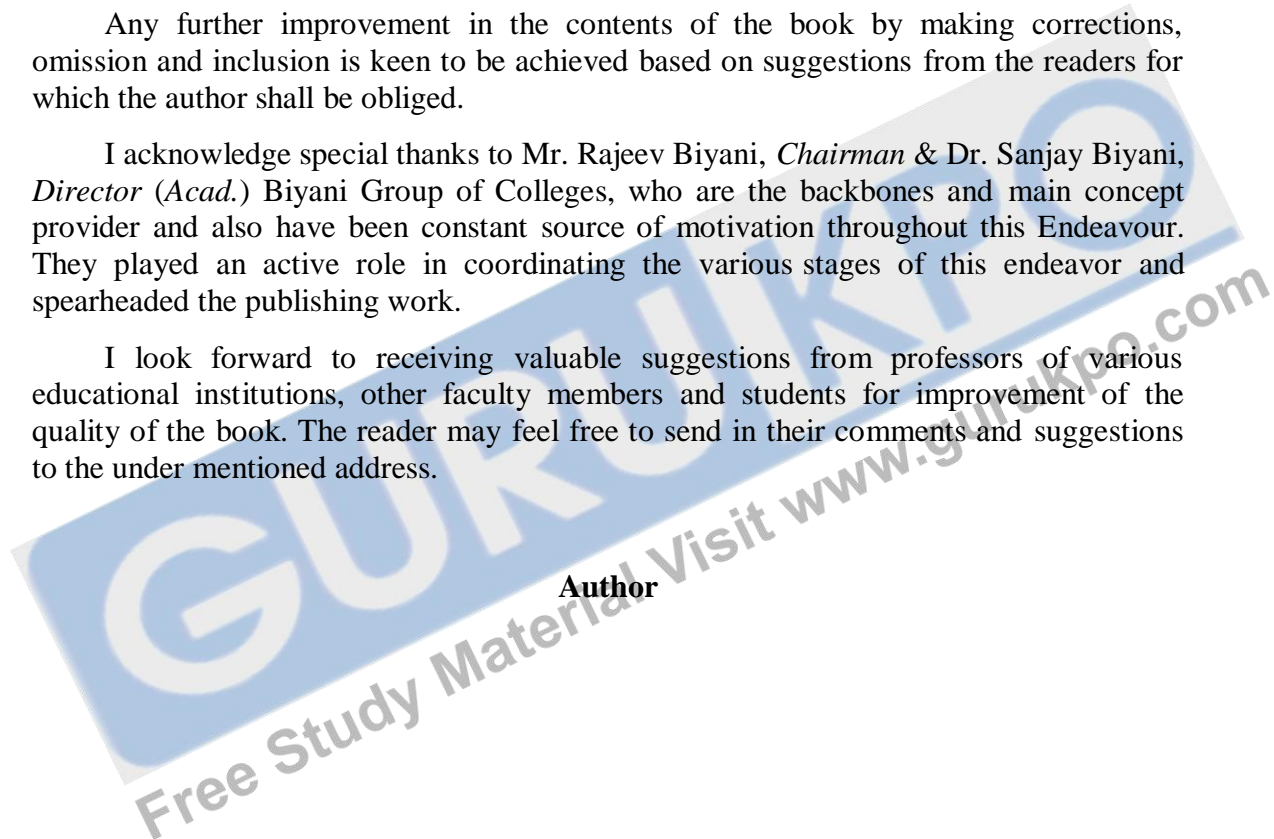 Any further improvement in the contents of the book by making corrections,
omission and inclusion is keen to be achieved based on suggestions from the readers for
which the author shall be obliged.
I acknowledge special thanks to Mr. Rajeev Biyani, Chairman & Dr. Sanjay Biyani,
Director (Acad.) Biyani Group of Colleges, who are the backbones and main concept
provider and also have been constant source of motivation throughout this Endeavour.
They played an active role in coordinating the various stages of this endeavor and
spearheaded the publishing work.
I look forward to receiving valuable suggestions from professors of various
educational institutions, other faculty members and students for improvement of the
quality of the book. The reader may feel free to send in their comments and suggestions
to the under mentioned address.
Author
GURUKPO
Free Study Material Visit www.gurukpo.com